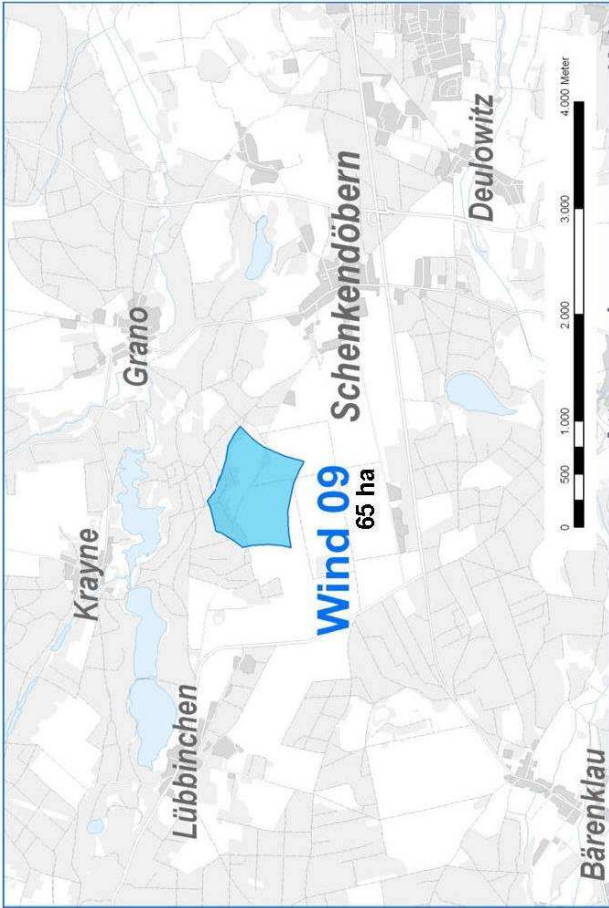 Krayne
Grano
Lübbinchen
Wind 09
65 ha
Schenkendöbern
Deulowitz
Bärenklau
0 500 1.000 2.000 3.000 4.000 Meter